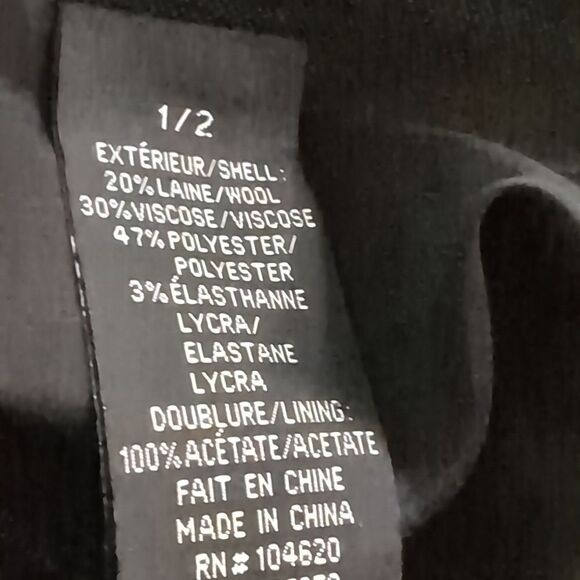 1/2
EXTÉRIEUR/SHELL:
20%LAINE/WOOL
30%VISCOSE/VISCOSE
47%POLYESTER/
POLYESTER
3%ÉLASTHANNE
LYCRA/
ELASTANE
LYCRA
DOUBLURE/LINING:
100%ACÉTATE/ACETATE
FAIT EN CHINE
MADE IN CHINA
RN# 104620